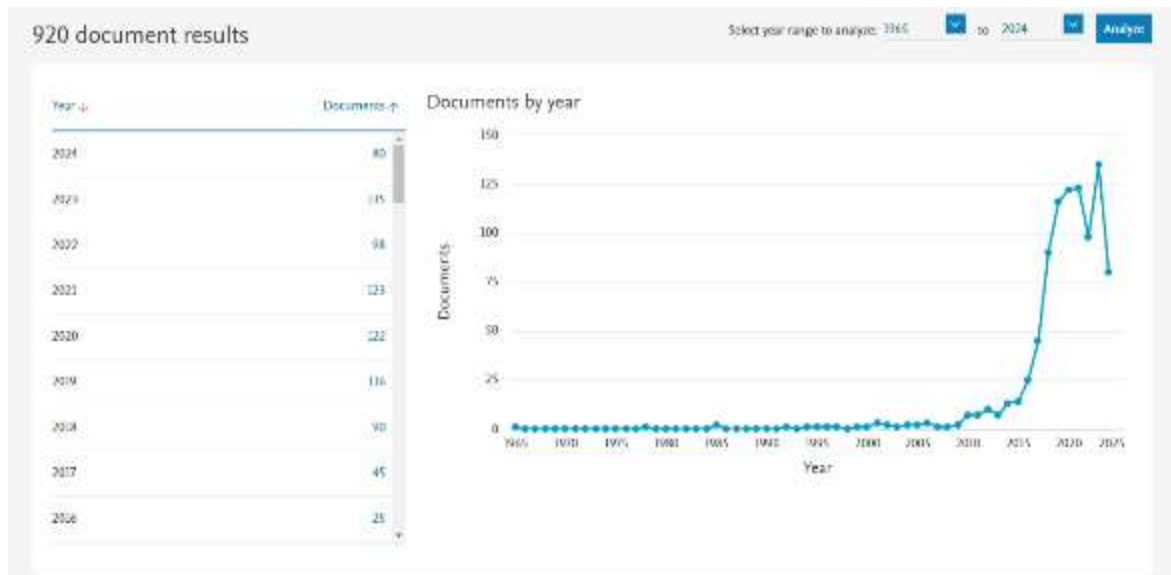 920 document results
Select year range to analyze: 1965 to 2024 Analyze
Year Documents
2024 80
2023 135
2022 98
2021 123
2020 122
2019 116
2018 90
2017 45
2016 25
Documents by year
150
125
100
75
50
25
0
Documents
1965 1970 1975 1980 1985 1990 1995 2000 2005 2010 2015 2020 2025
Year